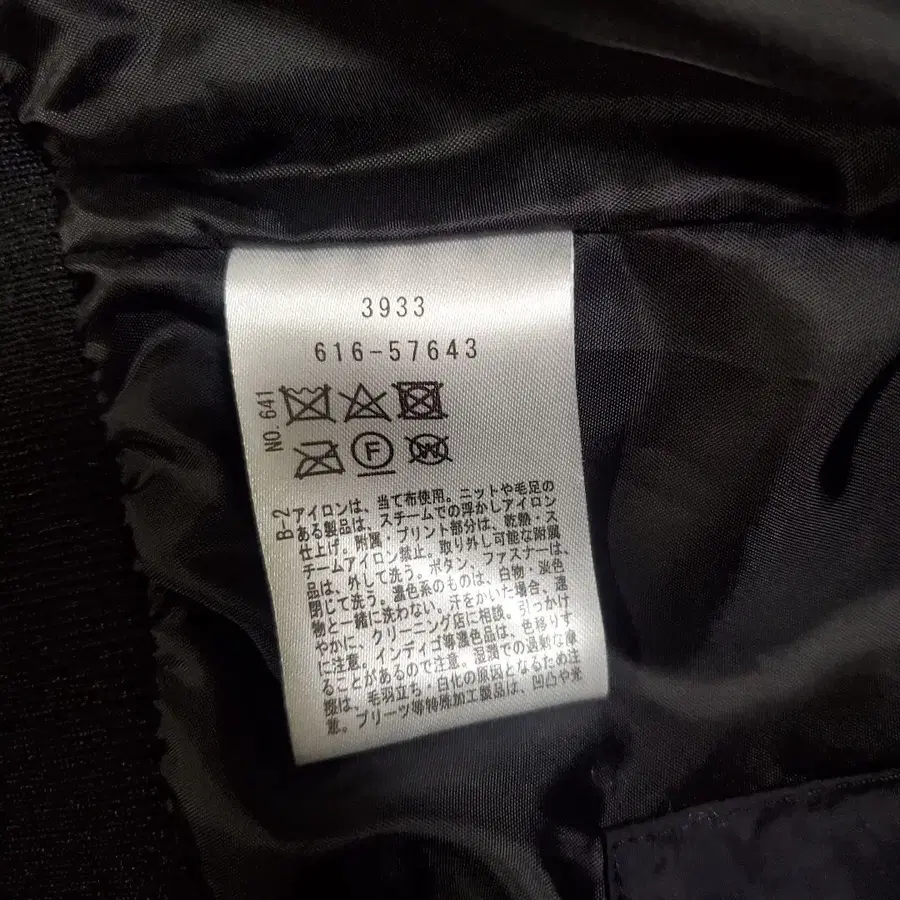 3933
616-57643
NO. 641
F
W
B-2
アイロンは、当て布使用。ニットや毛足の
ある製品は、スチームでの浮かしアイロン
仕上げ。附属・プリント部分は、乾熱・ス
チームアイロン禁止。取り外し可能な附属
品は、外して洗う。ボタン、ファスナーは、
閉じて洗う。濃色系のものは、白物・淡色
物と一緒に洗わない。汗をかいた場合、速
やかに、クリーニング店に相談。引っかけ
に注意。インディゴ等濃色品は、色移りす
ることがあるので注意。湿潤での過剰な摩
擦は、毛羽立ち・白化の原因となるため注
意。プリーツ等特殊加工製品は、凹凸や光